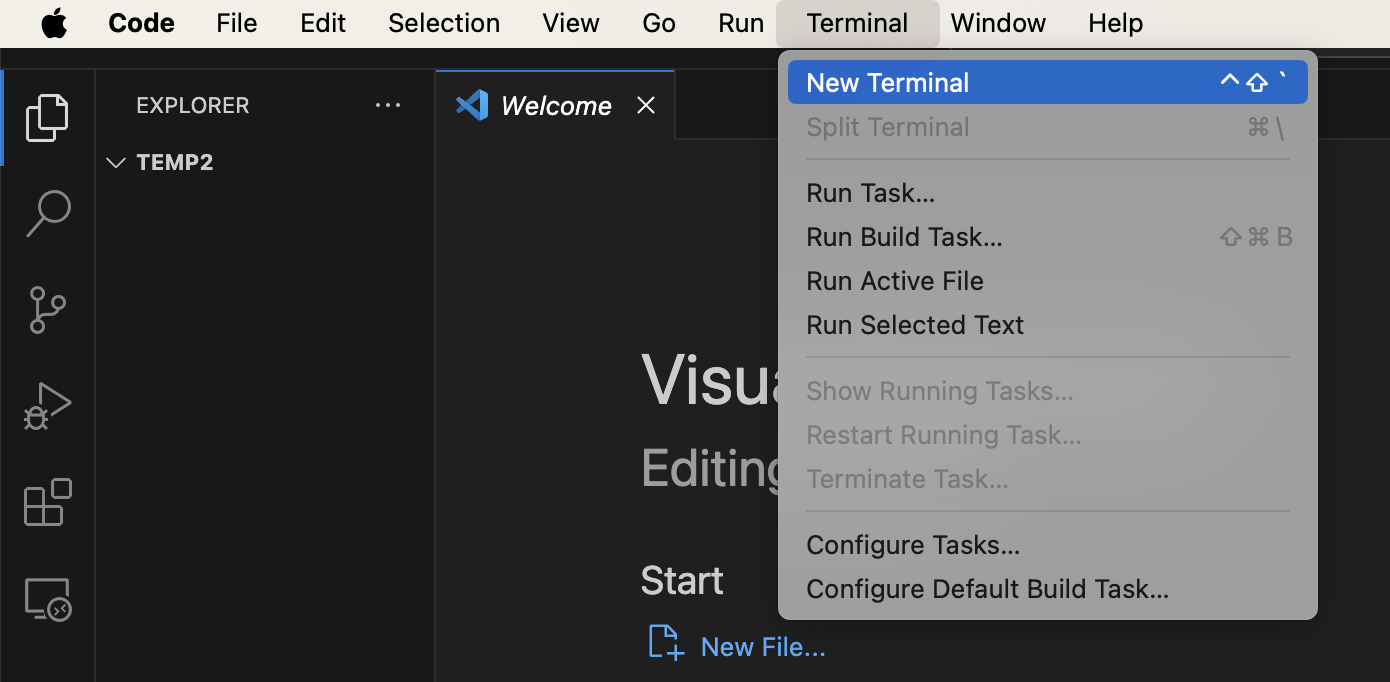 Code File Edit Selection View Go Run Terminal Window Help
EXPLORER ...
TEMP2
Welcome
New Terminal ^⇧`
Split Terminal ⌘\
Run Task...
Run Build Task... ⇧⌘B
Run Active File
Run Selected Text
Show Running Tasks...
Restart Running Task...
Terminate Task...
Configure Tasks...
Configure Default Build Task...
Editing
Start
New File...